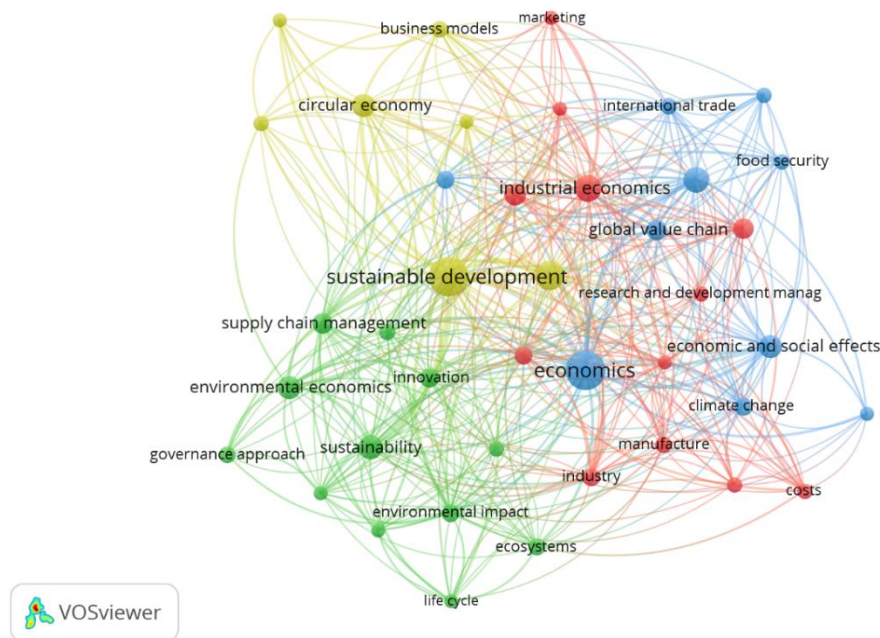 marketing
business models
circular economy
international trade
food security
industrial economics
global value chain
sustainable development
research and development manag
supply chain management
economic and social effects
economics
innovation
environmental economics
climate change
manufacture
sustainability
governance approach
industry
costs
environmental impact
ecosystems
life cycle
VOSviewer